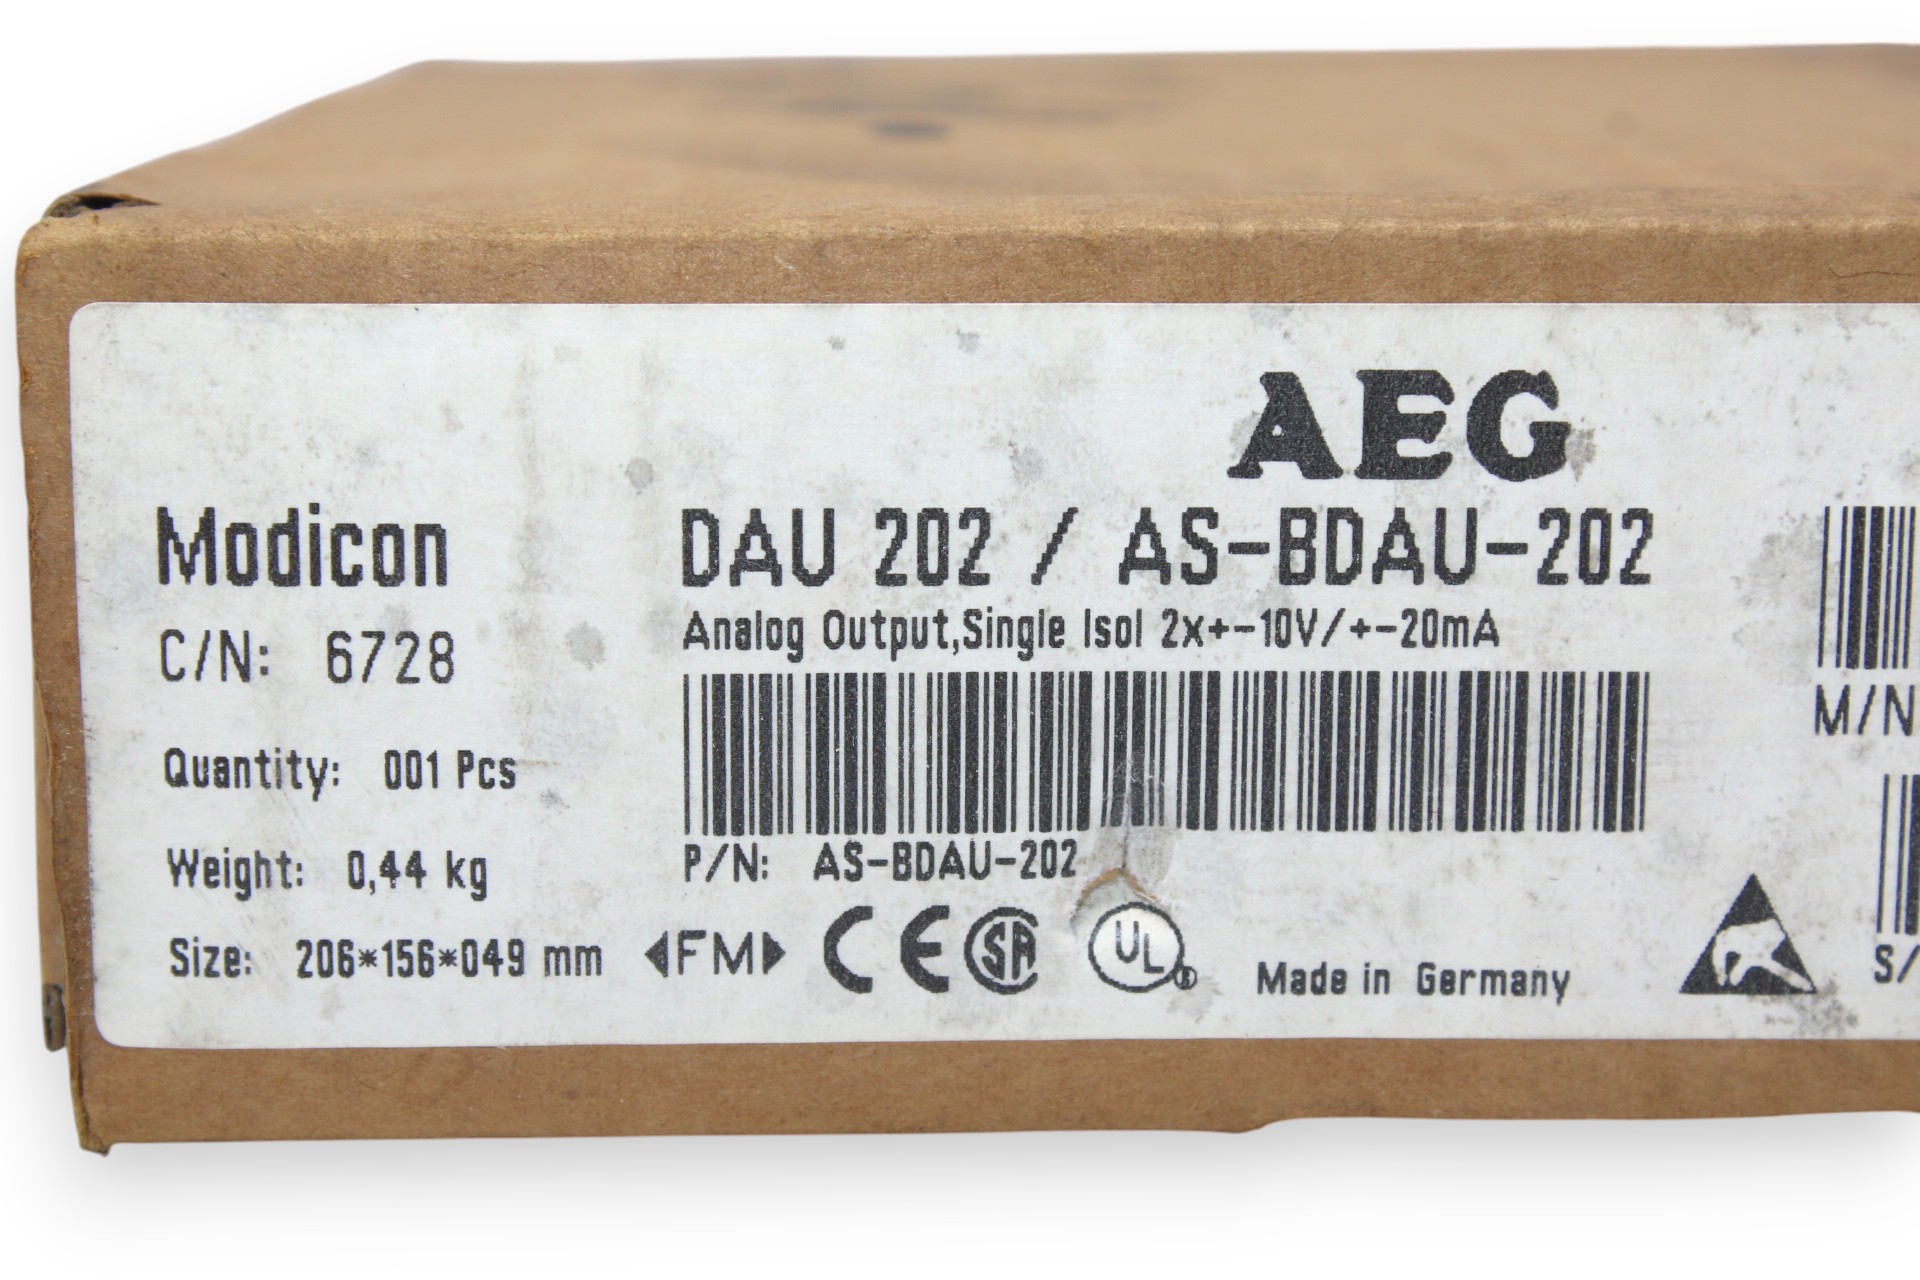 AEG
Modicon
DAU 202 / AS-BDAU-202
C/N: 6728
Analog Output,Single Isol 2x+-10V/+-20mA
M/N
Quantity: 001 Pcs
Weight: 0,44 kg
P/N: AS-BDAU-202
Size: 206*156*049 mm
FM
CE
SA
UL
®
Made in Germany
S/